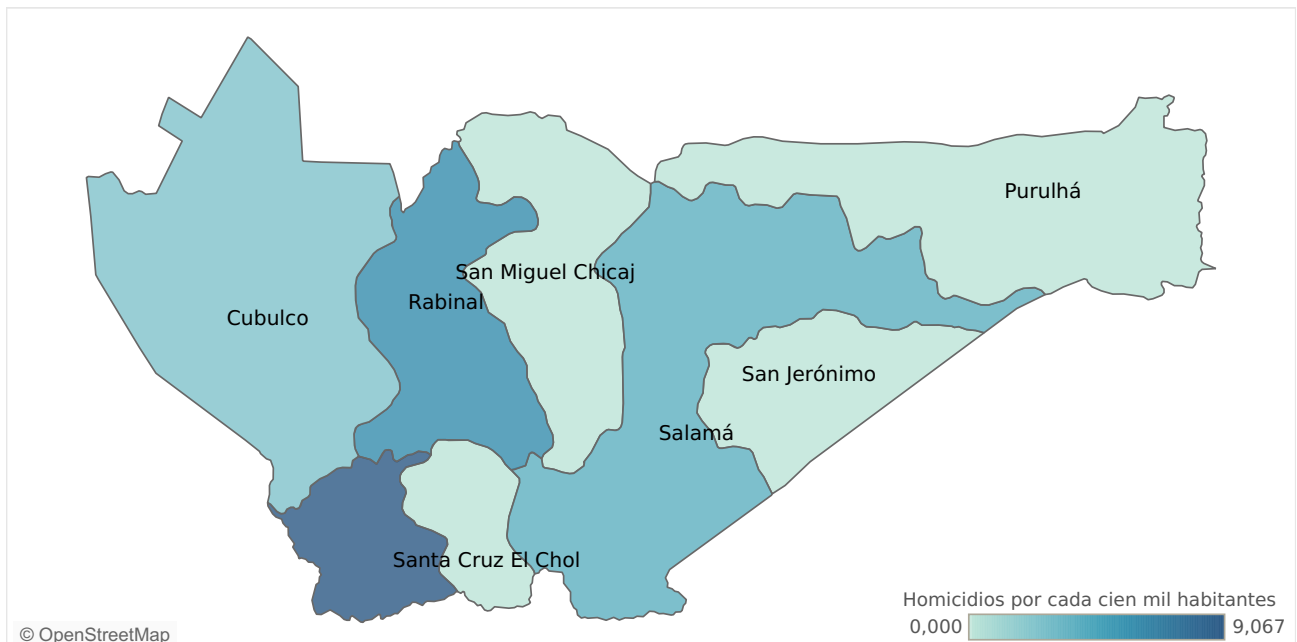 Purulhá
San Miguel Chicaj
Rabinal
Cubulco
San Jerónimo
Salamá
Santa Cruz El Chol
Homicidios por cada cien mil habitantes
0,000 9,067
© OpenStreetMap